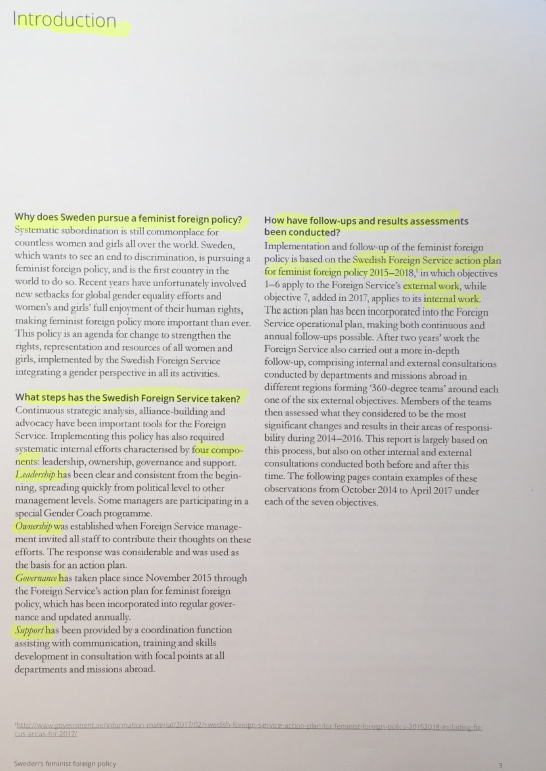 Introduction
Why does Sweden pursue a feminist foreign policy?
Systematic subordination is still commonplace for
countless women and girls all over the world. Sweden,
which wants to see an end to discrimination, is pursuing a
feminist foreign policy, and is the first country in the
world to do so. Recent years have unfortunately involved
new setbacks for global gender equality efforts and
women's and girls' full enjoyment of their human rights,
making feminist foreign policy more important than ever.
This policy is an agenda for change to strengthen the
rights, representation and resources of all women and
girls, implemented by the Swedish Foreign Service
integrating a gender perspective in all its activities.
What steps has the Swedish Foreign Service taken?
Continuous strategic analysis, alliance-building and
advocacy have been important tools for the Foreign
Service. Implementing this policy has also required
systematic internal efforts characterised by four compo-
nents: leadership, ownership, governance and support.
Leadership has been clear and consistent from the begin-
ning, spreading quickly from political level to other
management levels. Some managers are participating in a
special Gender Coach programme.
Ownership was established when Foreign Service manage-
ment invited all staff to contribute their thoughts on these
efforts. The response was considerable and was used as
the basis for an action plan.
Governance has taken place since November 2015 through
the Foreign Service's action plan for feminist foreign
policy, which has been incorporated into regular gover-
nance and updated annually.
Support has been provided by a coordination function
assisting with communication, training and skills
development in consultation with focal points at all
departments and missions abroad.
How have follow-ups and results assessments
been conducted?
Implementation and follow-up of the feminist foreign
policy is based on the Swedish Foreign Service action plan
for feminist foreign policy 2015–2018,¹ in which objectives
1–6 apply to the Foreign Service's external work, while
objective 7, added in 2017, applies to its internal work.
The action plan has been incorporated into the Foreign
Service operational plan, making both continuous and
annual follow-ups possible. After two years' work the
Foreign Service also carried out a more in-depth
follow-up, comprising internal and external consultations
conducted by departments and missions abroad in
different regions forming '360-degree teams' around each
one of the six external objectives. Members of the teams
then assessed what they considered to be the most
significant changes and results in their areas of responsi-
bility during 2014–2016. This report is largely based on
this process, but also on other internal and external
consultations conducted both before and after this
time. The following pages contain examples of these
observations from October 2014 to April 2017 under
each of the seven objectives.
¹http://www.government.se/information-material/2017/02/swedish-foreign-service-action-plan-for-feminist-foreign-policy-20152018-including-fo
cus-areas-for-2017/
Sweden's feminist foreign policy
3